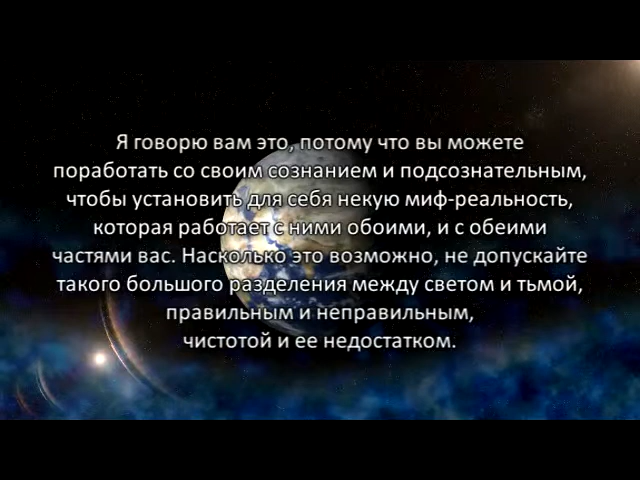 Я говорю вам это, потому что вы можете
поработать со своим сознанием и подсознательным,
чтобы установить для себя некую миф-реальность,
которая работает с ними обоими, и с обеими
частями вас. Насколько это возможно, не допускайте
такого большого разделения между светом и тьмой,
правильным и неправильным,
чистотой и ее недостатком.